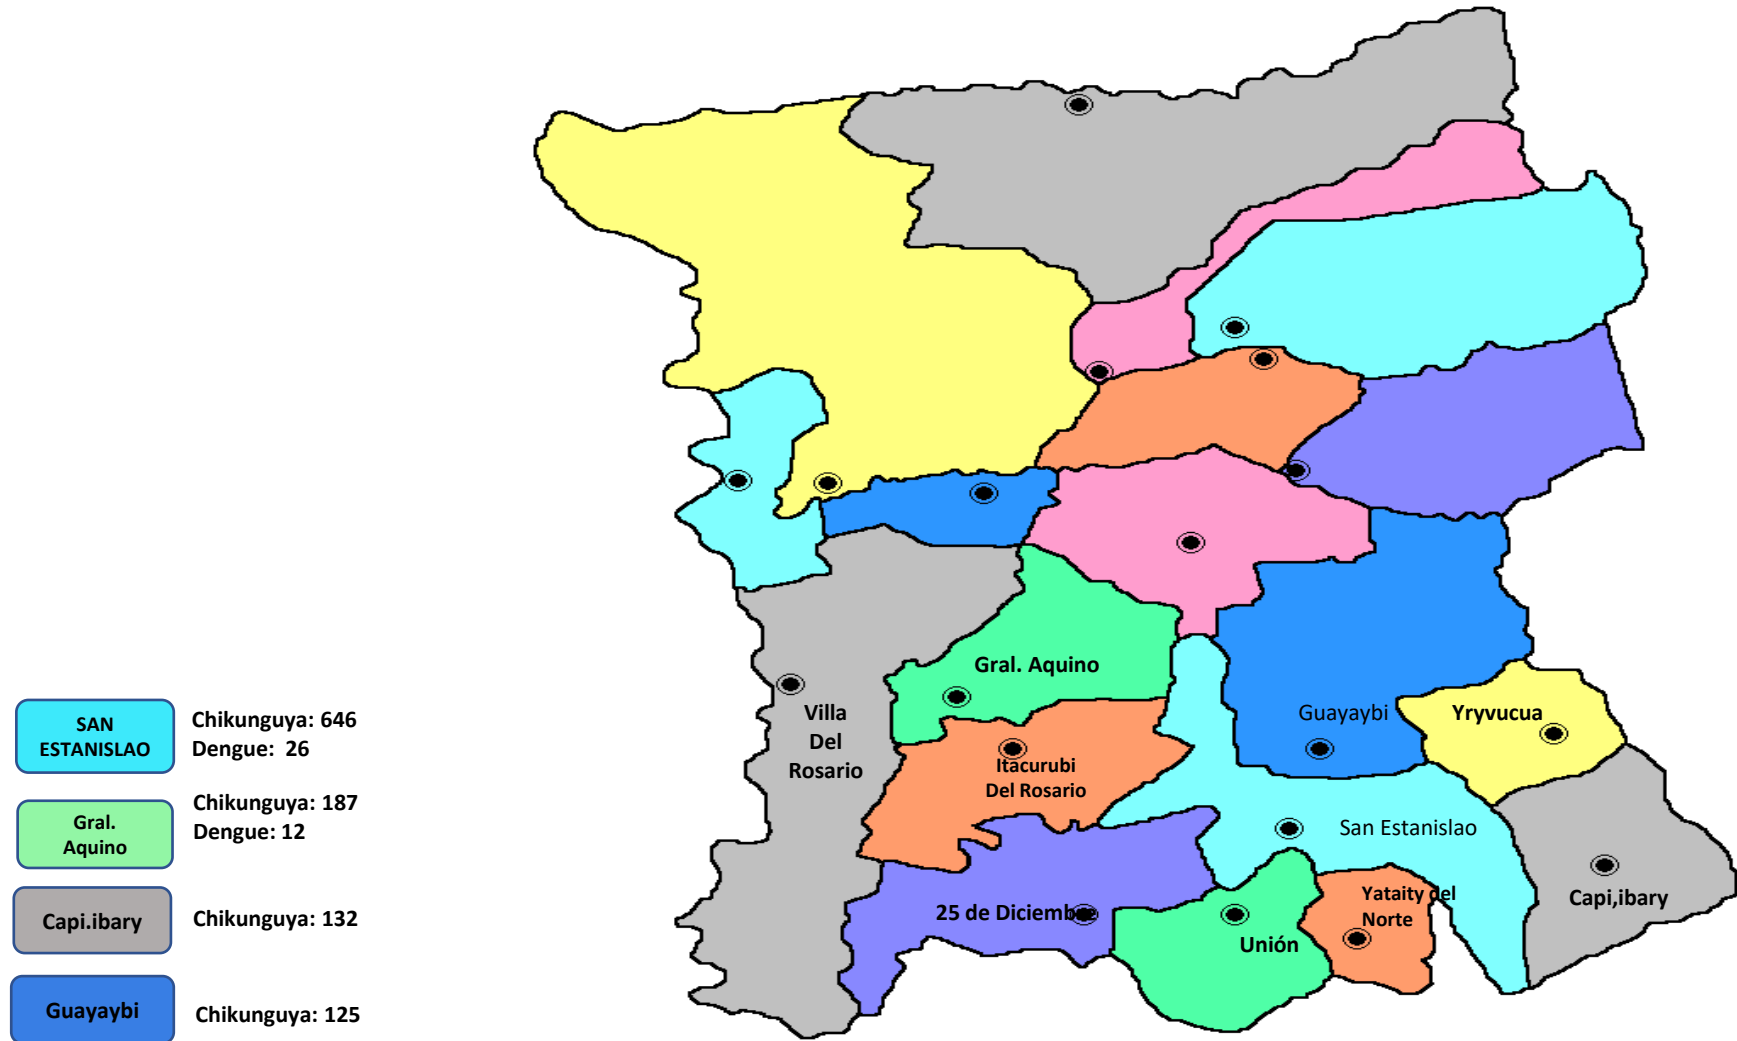 SAN
ESTANISLAO
Chikunguya: 646
Dengue: 26
Gral.
Aquino
Chikunguya: 187
Dengue: 12
Capi.ibary
Chikunguya: 132
Guayaybi
Chikunguya: 125
Gral. Aquino
Villa
Del
Rosario
Itacurubi
Del Rosario
Guayaybi
Yryvucua
San Estanislao
25 de Diciembre
Unión
Yataity del
Norte
Capi,ibary